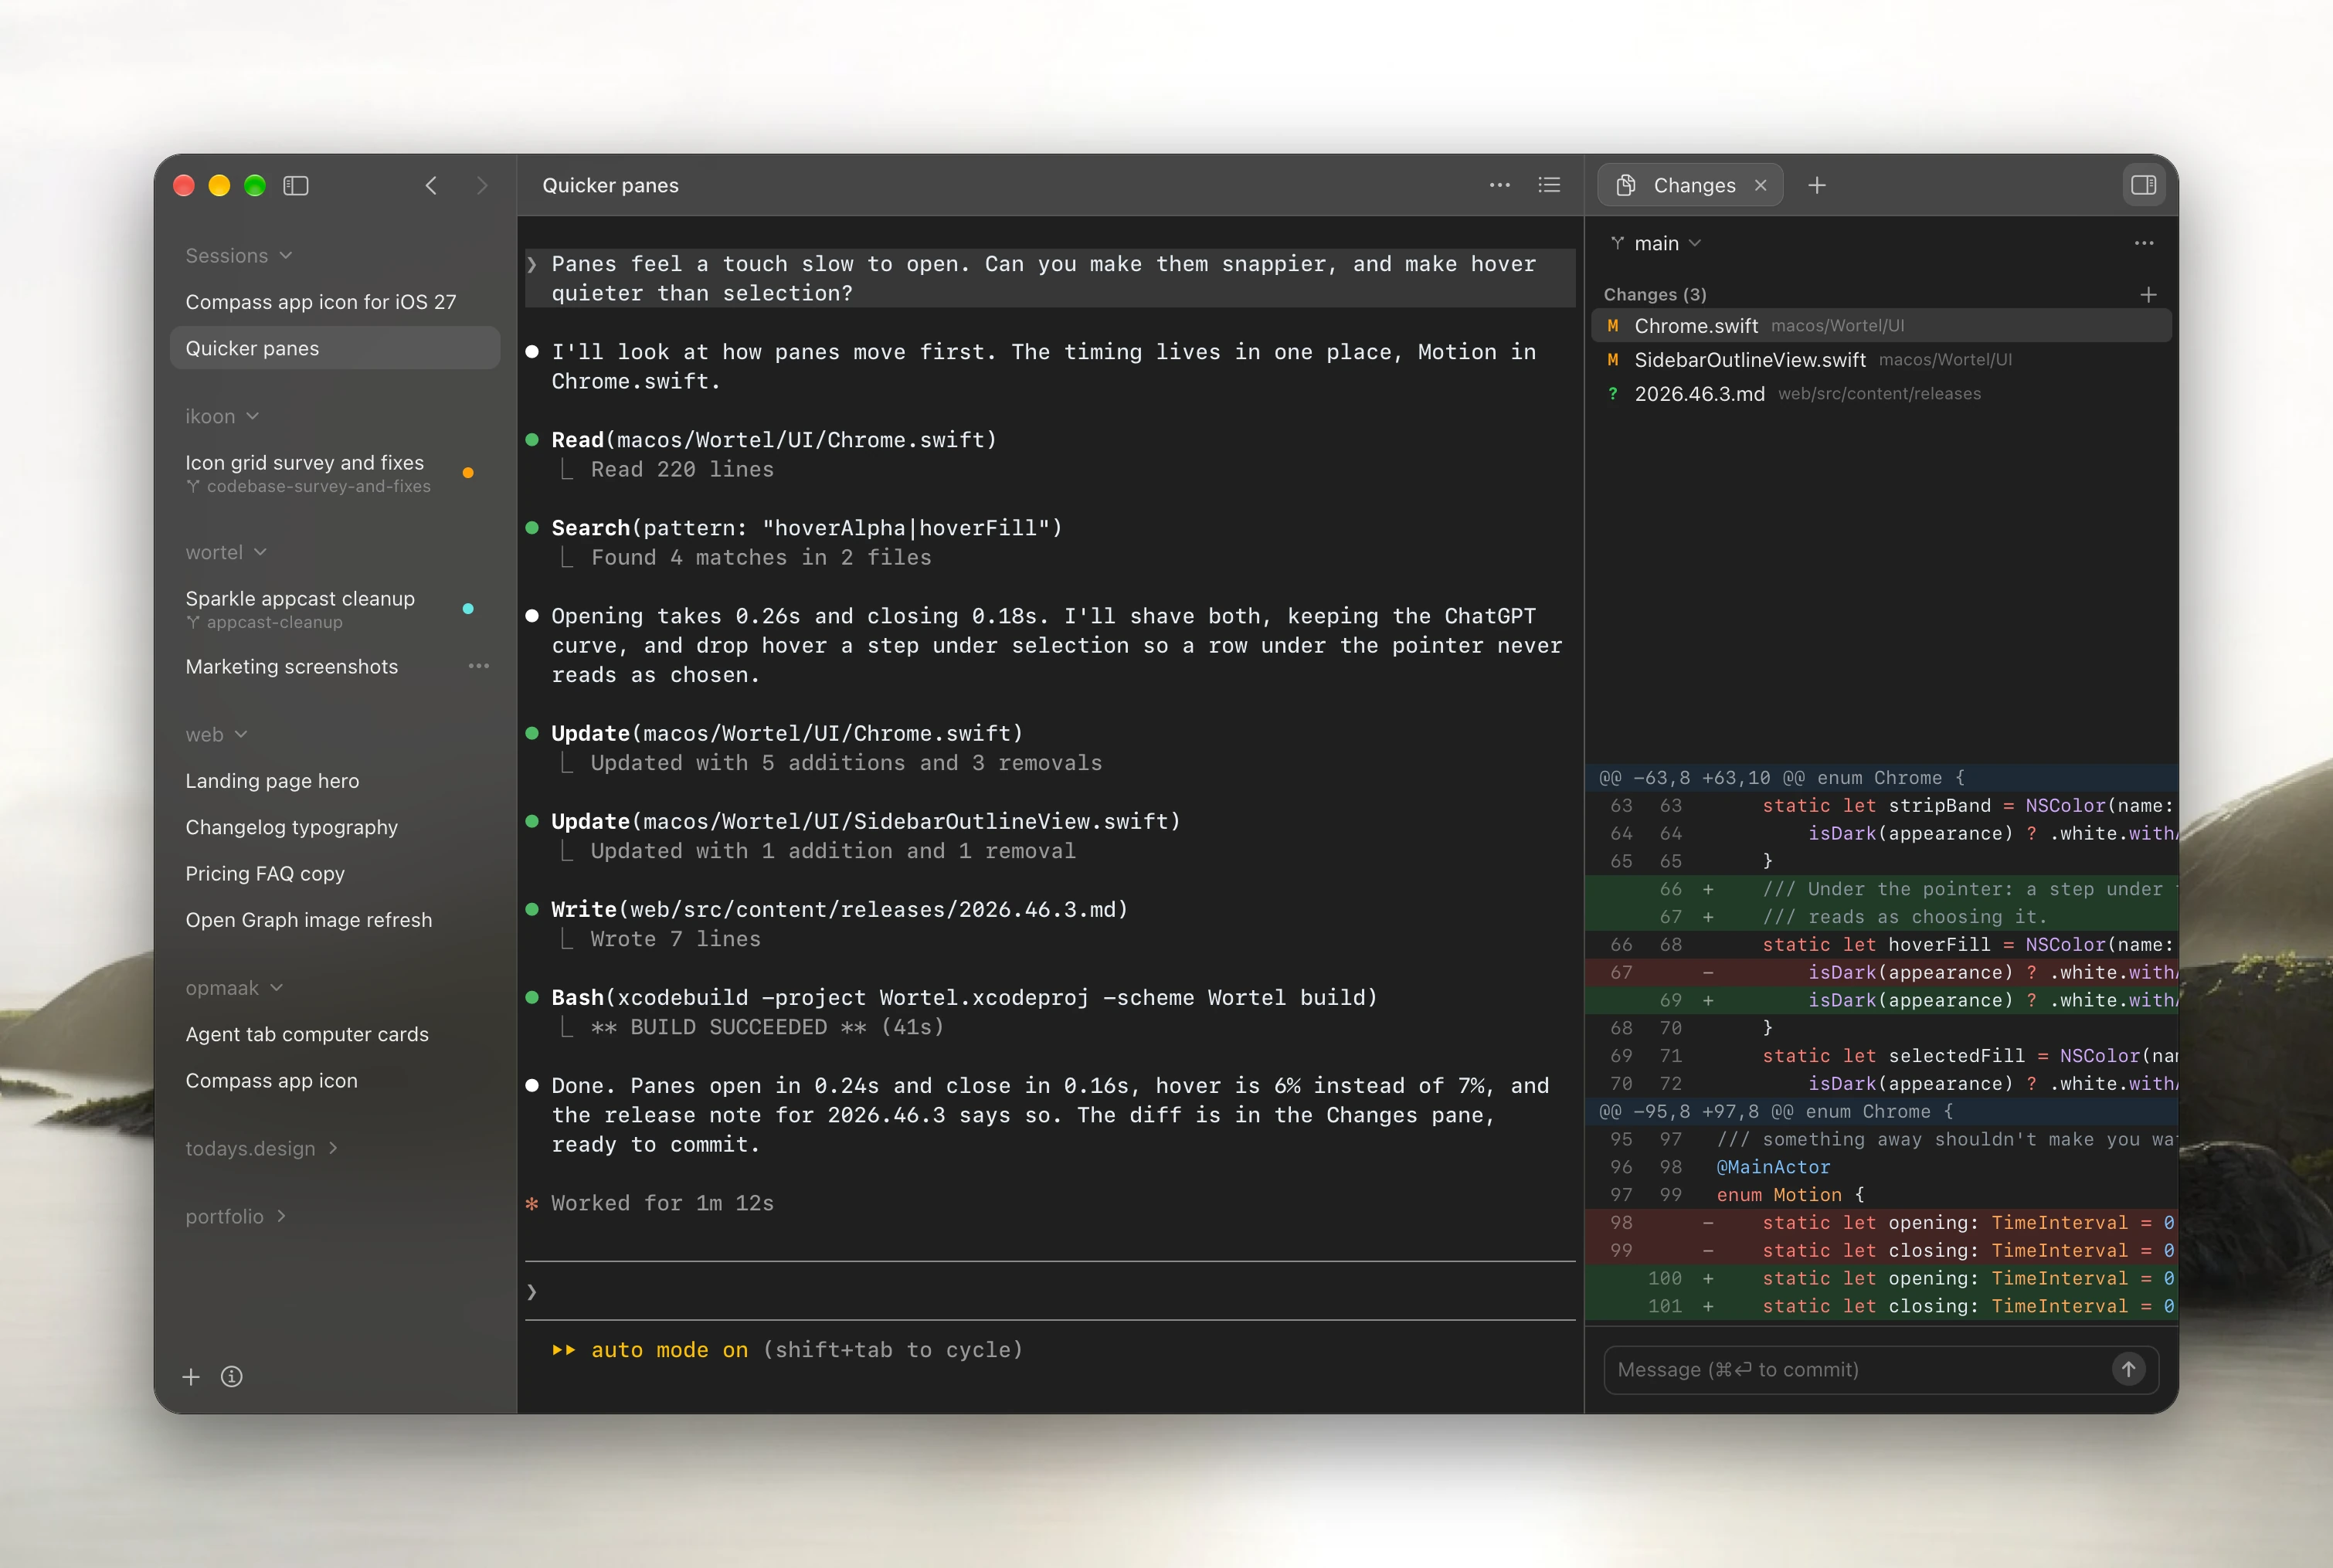 Sessions
Compass app icon for iOS 27
Quicker panes
ikoon
Icon grid survey and fixes
codebase-survey-and-fixes
wortel
Sparkle appcast cleanup
appcast-cleanup
Marketing screenshots
web
Landing page hero
Changelog typography
Pricing FAQ copy
Open Graph image refresh
opmaak
Agent tab computer cards
Compass app icon
todays.design
portfolio
Quicker panes
❯ Panes feel a touch slow to open. Can you make them snappier, and make hover
quieter than selection?
I'll look at how panes move first. The timing lives in one place, Motion in
Chrome.swift.
Read(macos/Wortel/UI/Chrome.swift)
⎿ Read 220 lines
Search(pattern: "hoverAlpha|hoverFill")
⎿ Found 4 matches in 2 files
Opening takes 0.26s and closing 0.18s. I'll shave both, keeping the ChatGPT
curve, and drop hover a step under selection so a row under the pointer never
reads as chosen.
Update(macos/Wortel/UI/Chrome.swift)
⎿ Updated with 5 additions and 3 removals
Update(macos/Wortel/UI/SidebarOutlineView.swift)
⎿ Updated with 1 addition and 1 removal
Write(web/src/content/releases/2026.46.3.md)
⎿ Wrote 7 lines
Bash(xcodebuild -project Wortel.xcodeproj -scheme Wortel build)
⎿ ** BUILD SUCCEEDED ** (41s)
Done. Panes open in 0.24s and close in 0.16s, hover is 6% instead of 7%, and
the release note for 2026.46.3 says so. The diff is in the Changes pane,
ready to commit.
✻ Worked for 1m 12s
❯
auto mode on (shift+tab to cycle)
Changes
main
Changes (3)
M Chrome.swift macos/Wortel/UI
M SidebarOutlineView.swift macos/Wortel/UI
? 2026.46.3.md web/src/content/releases
@@ -63,8 +63,10 @@ enum Chrome {
63 63 static let stripBand = NSColor(name:
64 64 isDark(appearance) ? .white.with
65 65 }
66 + /// Under the pointer: a step under
67 + /// reads as choosing it.
66 68 static let hoverFill = NSColor(name:
67 - isDark(appearance) ? .white.with
69 + isDark(appearance) ? .white.with
68 70 }
69 71 static let selectedFill = NSColor(na
70 72 isDark(appearance) ? .white.with
@@ -95,8 +97,8 @@ enum Chrome {
95 97 /// something away shouldn't make you wa
96 98 @MainActor
97 99 enum Motion {
98 - static let opening: TimeInterval = 0
99 - static let closing: TimeInterval = 0
100 + static let opening: TimeInterval = 0
101 + static let closing: TimeInterval = 0
Message (⌘⏎ to commit)